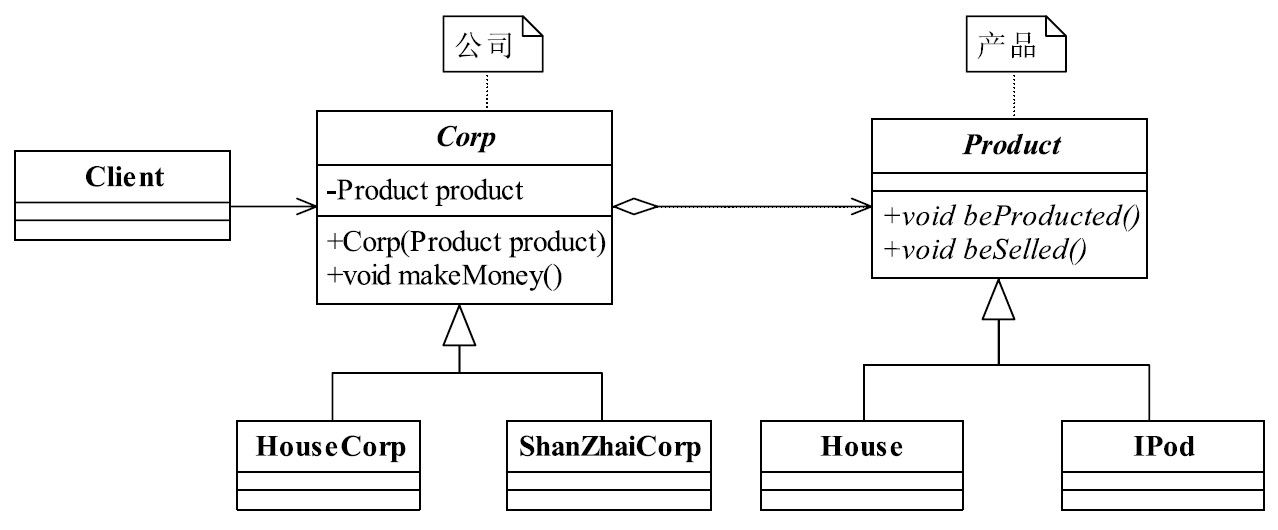 公司
产品
Corp
-Product product
+Corp(Product product)
+void makeMoney()
Product
+void beProducted()
+void beSelled()
Client
HouseCorp
ShanZhaiCorp
House
IPod